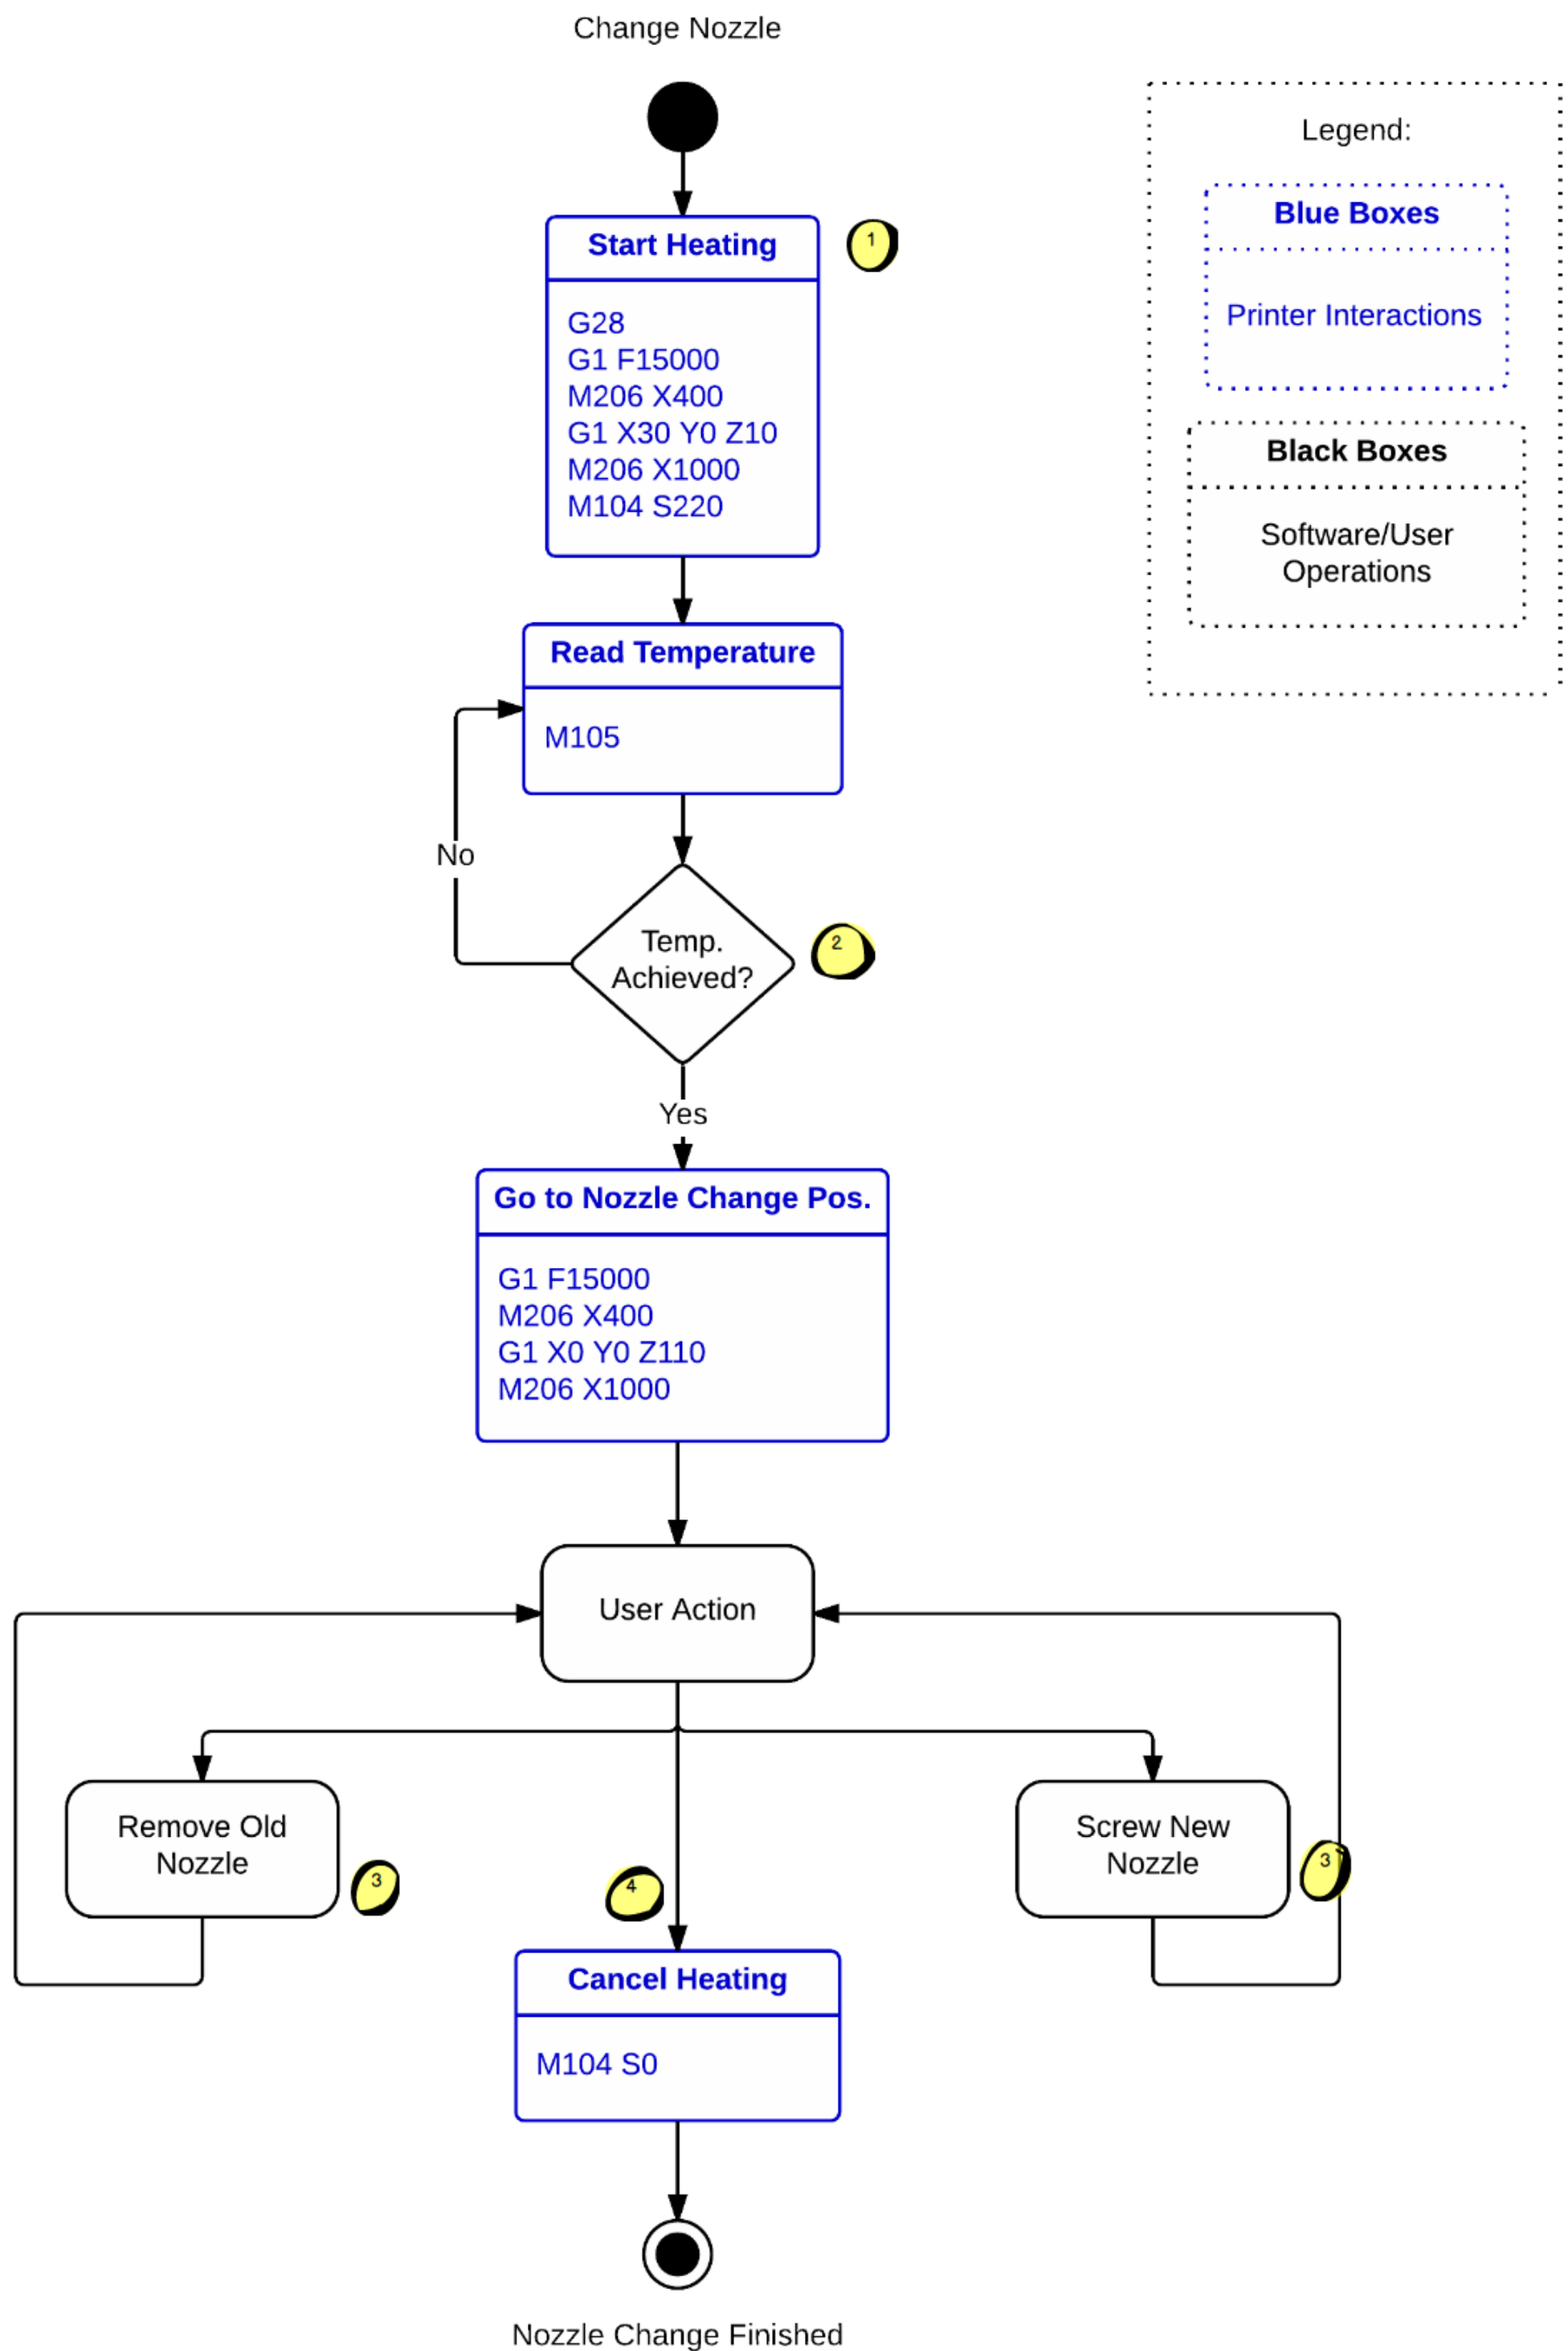 Change Nozzle
Legend:
Blue Boxes
Printer Interactions
Black Boxes
Software/User
Operations
Start Heating
1
G28
G1 F15000
M206 X400
G1 X30 Y0 Z10
M206 X1000
M104 S220
Read Temperature
M105
No
Temp.
Achieved?
2
Yes
Go to Nozzle Change Pos.
G1 F15000
M206 X400
G1 X0 Y0 Z110
M206 X1000
User Action
Remove Old
Nozzle
3
4
Screw New
Nozzle
3
Cancel Heating
M104 S0
Nozzle Change Finished